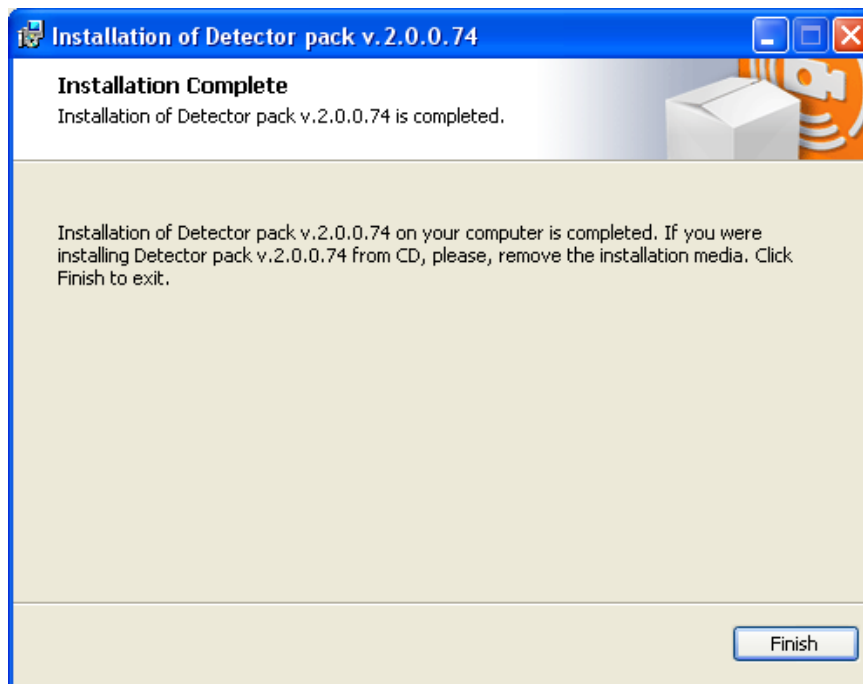 Installation of Detector pack v.2.0.0.74
Installation Complete
Installation of Detector pack v.2.0.0.74 is completed.
Installation of Detector pack v.2.0.0.74 on your computer is completed. If you were
installing Detector pack v.2.0.0.74 from CD, please, remove the installation media. Click
Finish to exit.
Finish